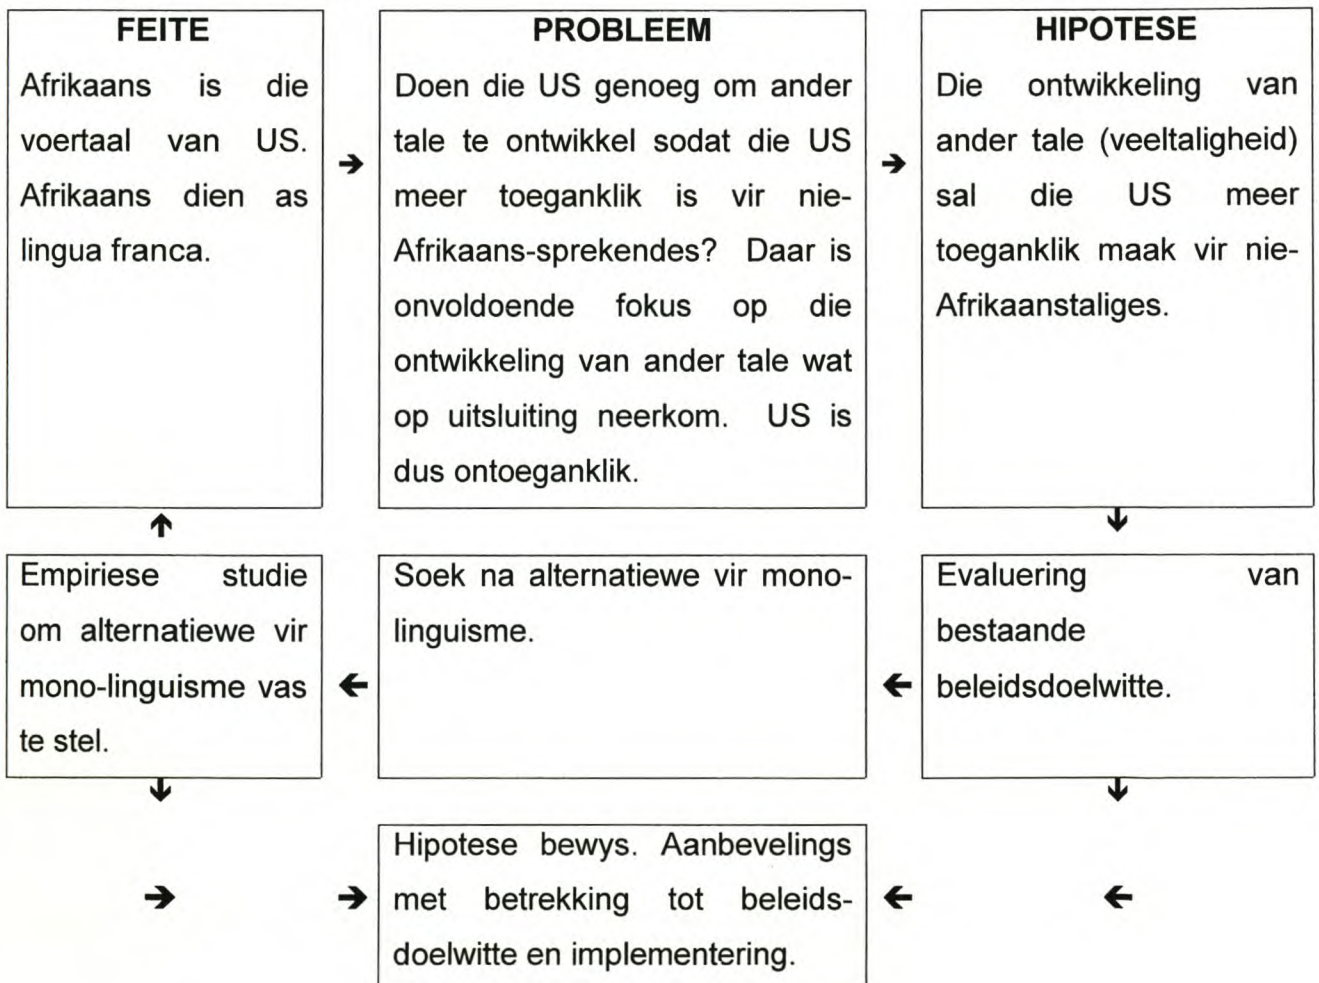 FEITE
Afrikaans is die
voertaal van US.
Afrikaans dien as
lingua franca.
➔
PROBLEEM
Doen die US genoeg om ander
tale te ontwikkel sodat die US
meer toeganklik is vir nie-
Afrikaans-sprekendes? Daar is
onvoldoende fokus op die
ontwikkeling van ander tale wat
op uitsluiting neerkom. US is
dus ontoeganklik.
➔
HIPOTESE
Die ontwikkeling van
ander tale (veeltaligheid)
sal die US meer
toeganklik maak vir nie-
Afrikaanstaliges.
🡩
🡫
Empiriese studie
om alternatiewe vir
mono-linguisme vas
te stel.
🡨
Soek na alternatiewe vir mono-
linguisme.
🡨
Evaluering van
bestaande
beleidsdoelwitte.
🡫
🡫
➔
➔
Hipotese bewys. Aanbevelings
met betrekking tot beleids-
doelwitte en implementering.
🡨
🡨